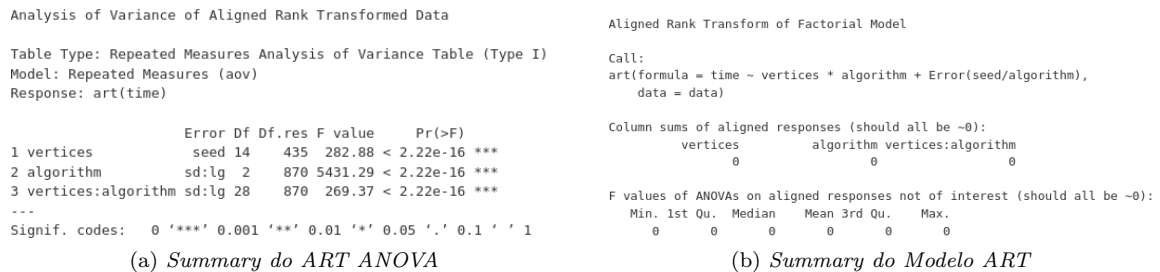 Analysis of Variance of Aligned Rank Transformed Data
Table Type: Repeated Measures Analysis of Variance Table (Type I)
Model: Repeated Measures (aov)
Response: art(time)
Error Df Df.res F value Pr(>F)
1 vertices seed 14 435 282.88 < 2.22e-16 ***
2 algorithm sd:lg 2 870 5431.29 < 2.22e-16 ***
3 vertices:algorithm sd:lg 28 870 269.37 < 2.22e-16 ***
---
Signif. codes: 0 ‘***’ 0.001 ‘**’ 0.01 ‘*’ 0.05 ‘.’ 0.1 ‘ ’ 1
(a) Summary do ART ANOVA
Aligned Rank Transform of Factorial Model
Call:
art(formula = time ~ vertices * algorithm + Error(seed/algorithm),
data = data)
Column sums of aligned responses (should all be ~0):
vertices algorithm vertices:algorithm
0 0 0
F values of ANOVAs on aligned responses not of interest (should all be ~0):
Min. 1st Qu. Median Mean 3rd Qu. Max.
0 0 0 0 0 0
(b) Summary do Modelo ART